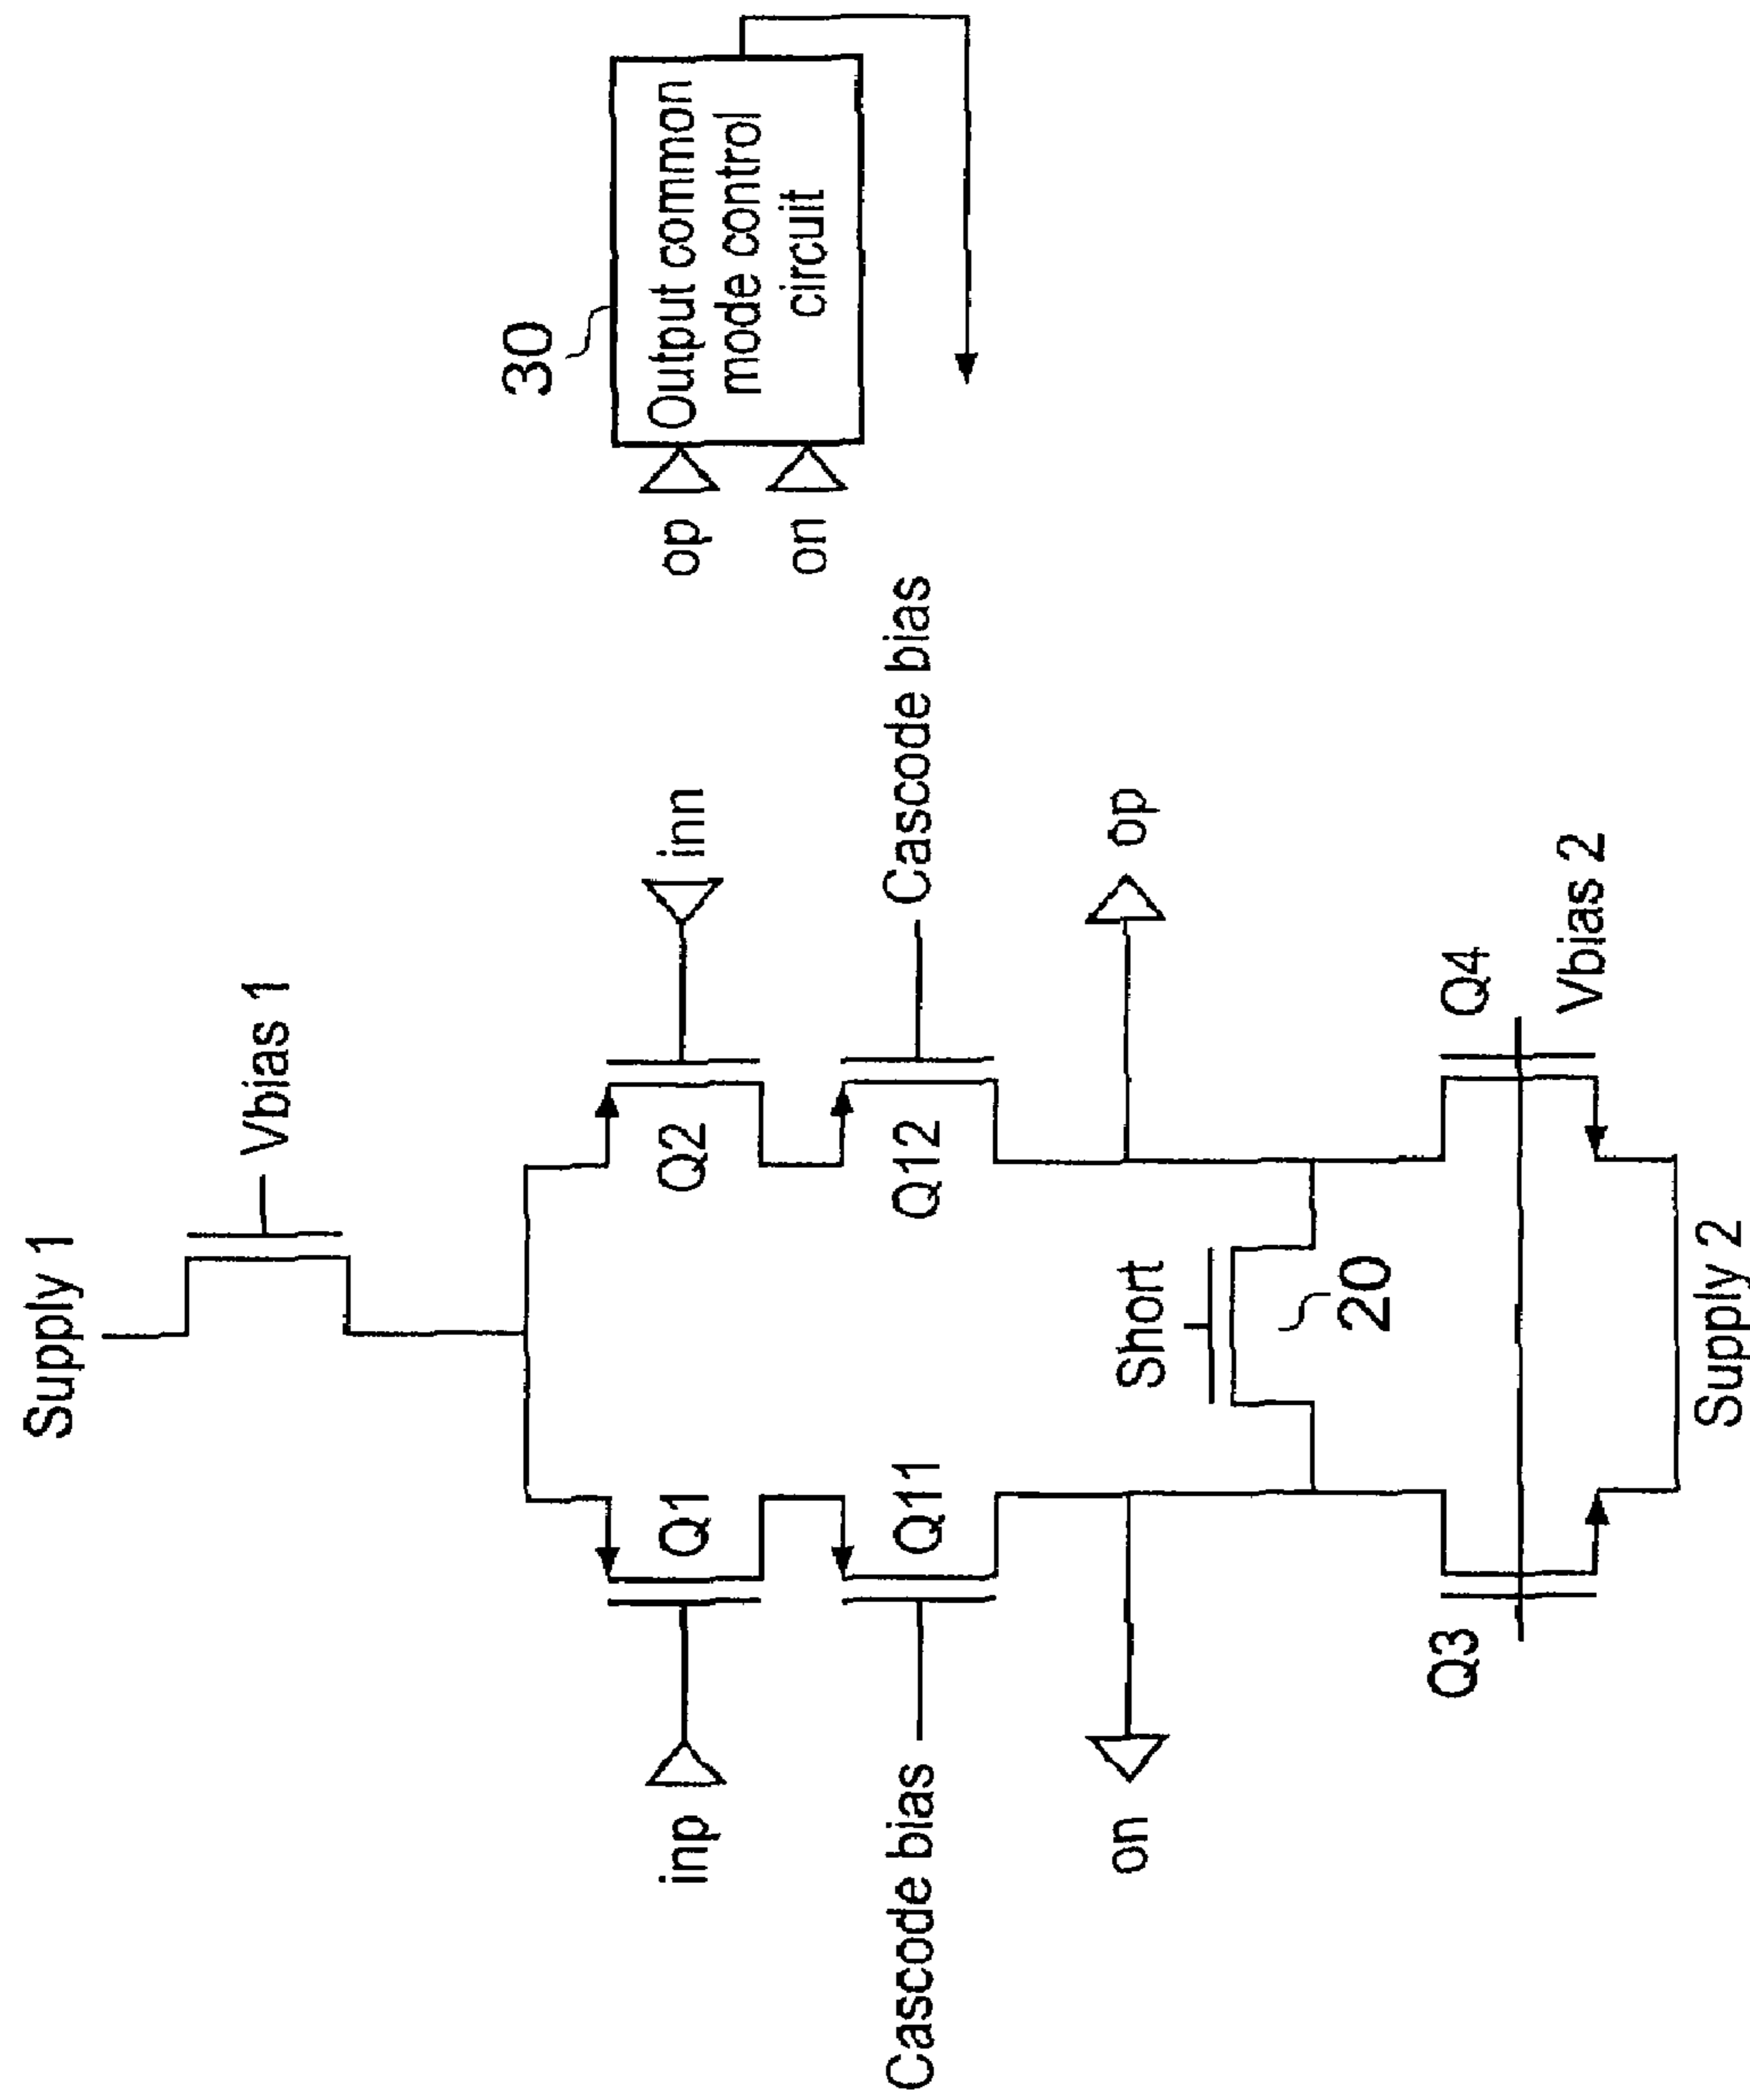 Supply 1
Vbias 1
30
Output common
mode control
circuit
op
on
inp
Q1
Q2
inn
Cascode bias
Q11
Q12
Cascode bias
on
op
Short
20
Q3
Q4
Vbias 2
Supply 2